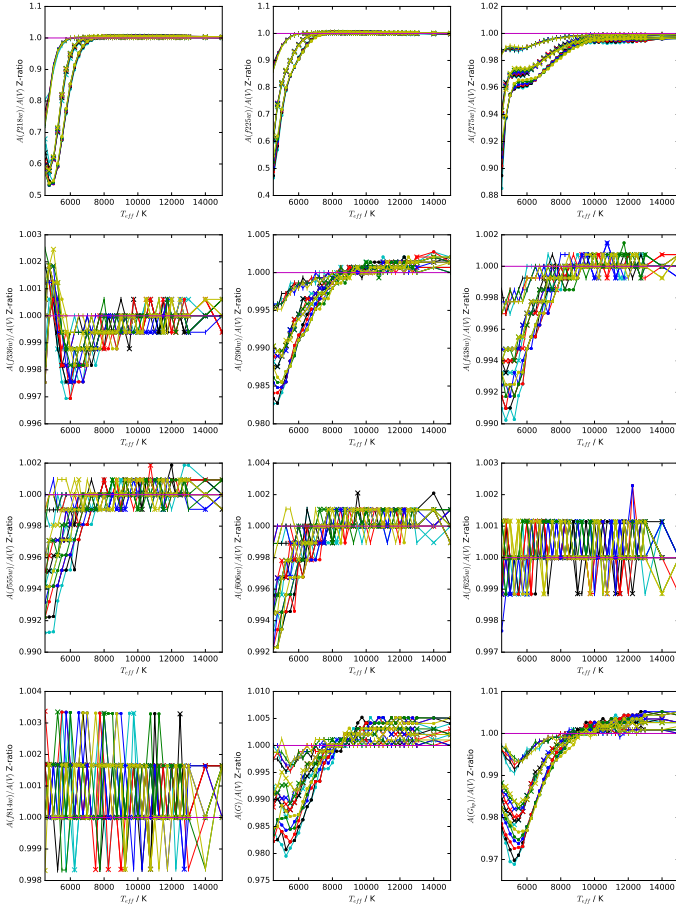 A(f218w)/A(V) Z-ratio
1.1
1.0
0.9
0.8
0.7
0.6
0.5
6000 8000 10000 12000 14000
T_eff / K
A(f225w)/A(V) Z-ratio
1.1
1.0
0.9
0.8
0.7
0.6
0.5
0.4
6000 8000 10000 12000 14000
T_eff / K
A(f275w)/A(V) Z-ratio
1.02
1.00
0.98
0.96
0.94
0.92
0.90
0.88
6000 8000 10000 12000 14000
T_eff / K
A(f336w)/A(V) Z-ratio
1.003
1.002
1.001
1.000
0.999
0.998
0.997
0.996
6000 8000 10000 12000 14000
T_eff / K
A(f390w)/A(V) Z-ratio
1.005
1.000
0.995
0.990
0.985
0.980
6000 8000 10000 12000 14000
T_eff / K
A(f438w)/A(V) Z-ratio
1.002
1.000
0.998
0.996
0.994
0.992
0.990
6000 8000 10000 12000 14000
T_eff / K
A(f555w)/A(V) Z-ratio
1.002
1.000
0.998
0.996
0.994
0.992
0.990
6000 8000 10000 12000 14000
T_eff / K
A(f606w)/A(V) Z-ratio
1.004
1.002
1.000
0.998
0.996
0.994
0.992
6000 8000 10000 12000 14000
T_eff / K
A(f625w)/A(V) Z-ratio
1.003
1.002
1.001
1.000
0.999
0.998
0.997
6000 8000 10000 12000 14000
T_eff / K
A(f814w)/A(V) Z-ratio
1.004
1.003
1.002
1.001
1.000
0.999
0.998
6000 8000 10000 12000 14000
T_eff / K
A(G)/A(V) Z-ratio
1.010
1.005
1.000
0.995
0.990
0.985
0.980
0.975
6000 8000 10000 12000 14000
T_eff / K
A(G_bp)/A(V) Z-ratio
1.01
1.00
0.99
0.98
0.97
6000 8000 10000 12000 14000
T_eff / K